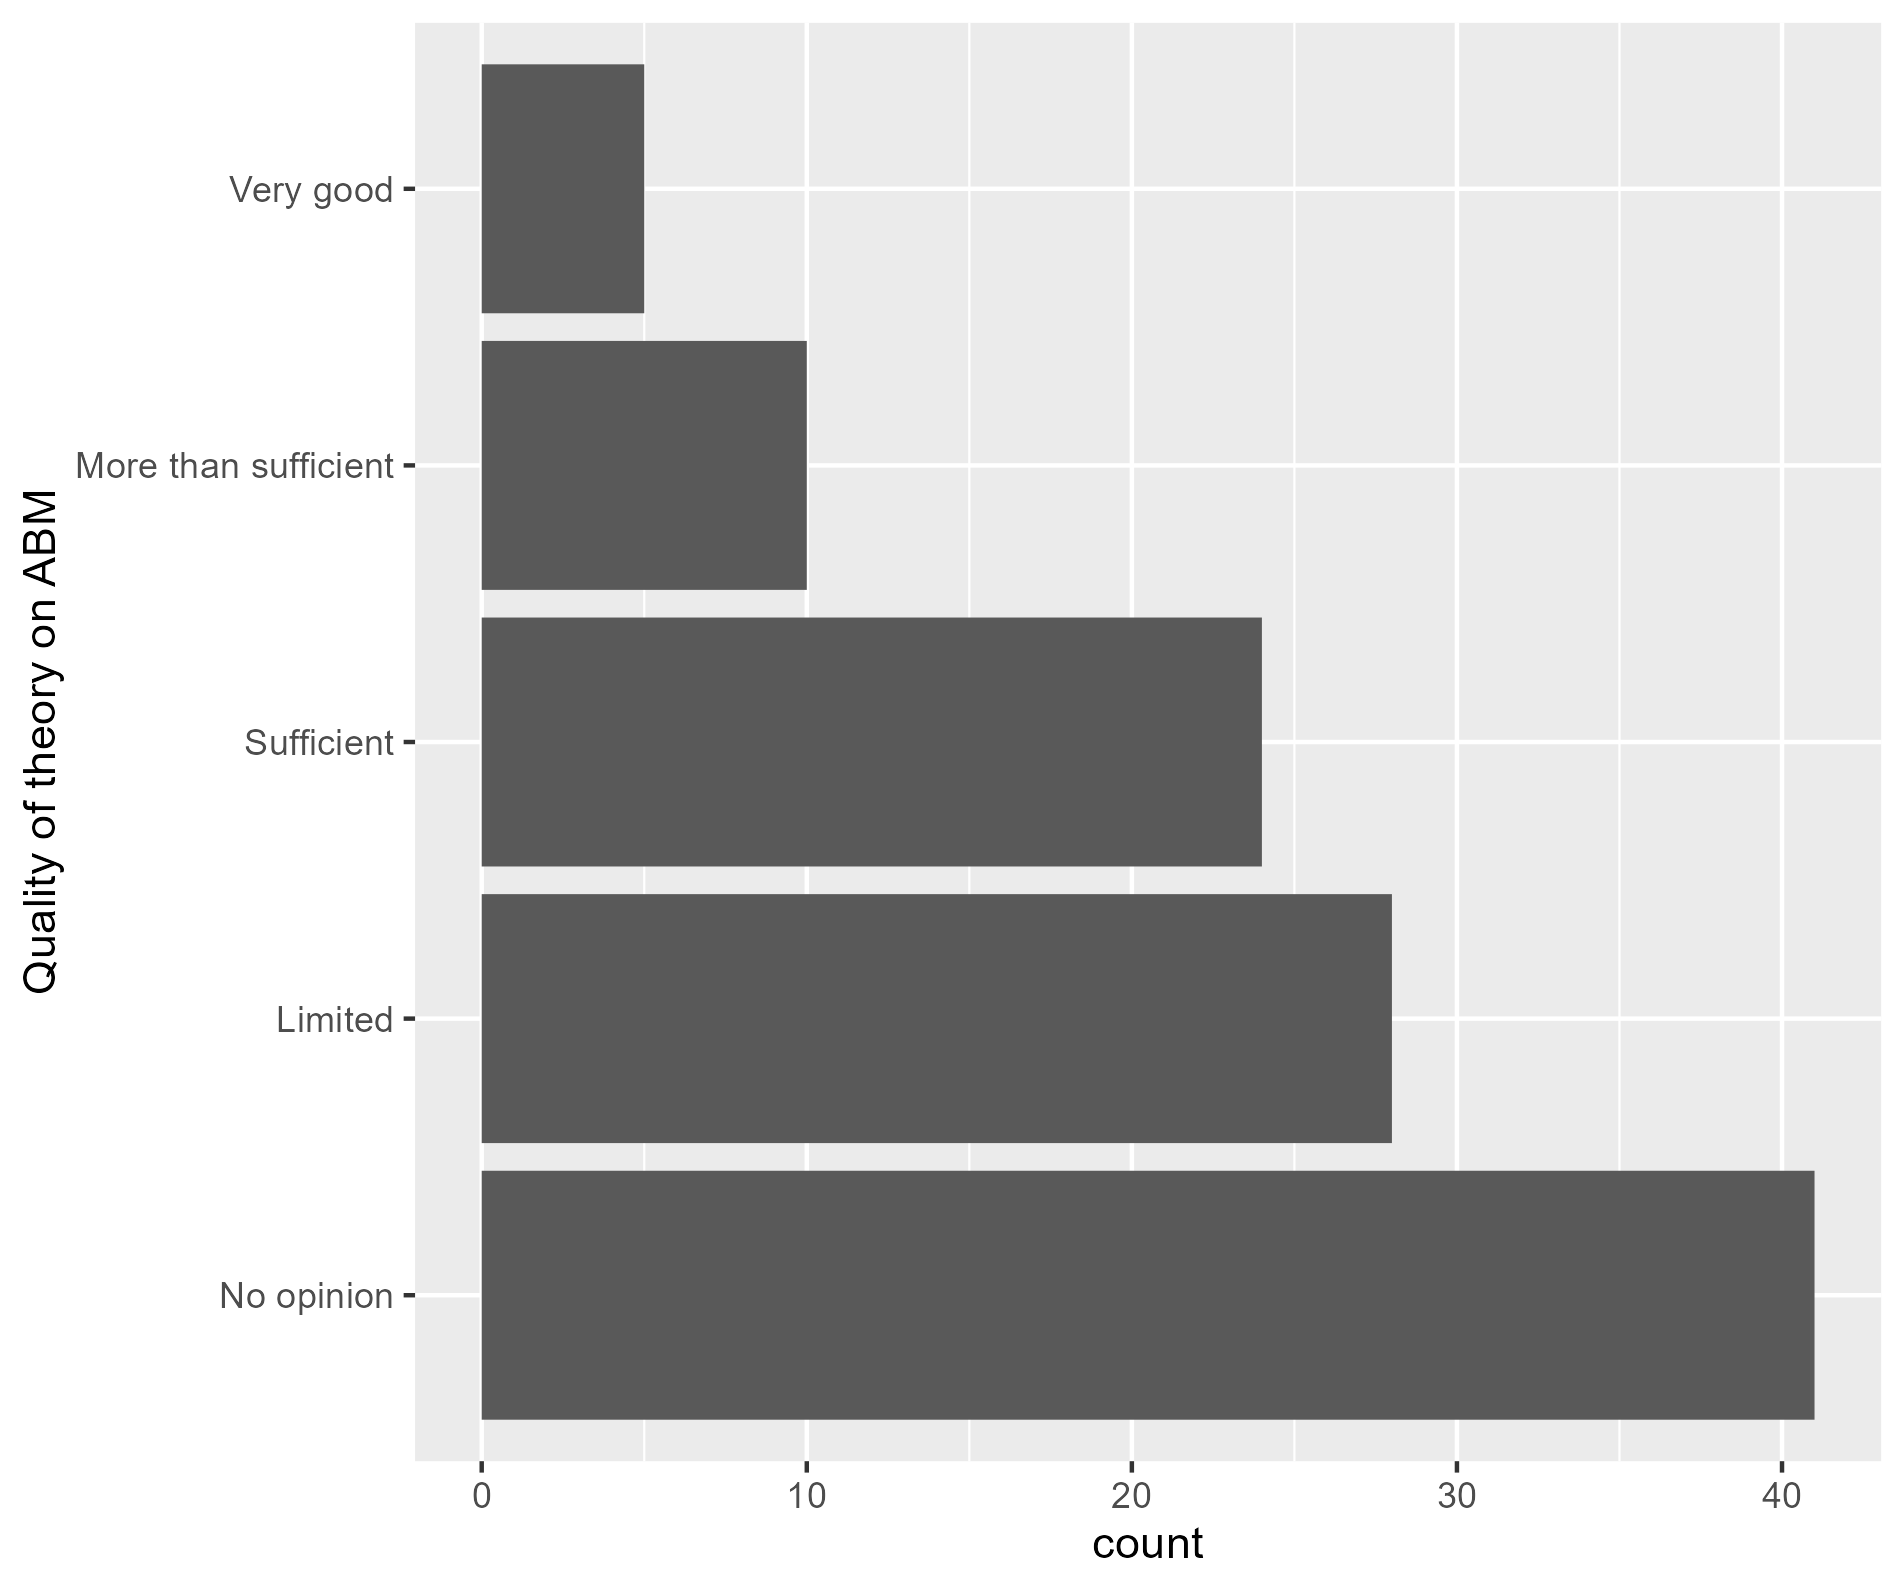 Quality of theory on ABM
Very good
More than sufficient
Sufficient
Limited
No opinion
0 10 20 30 40
count